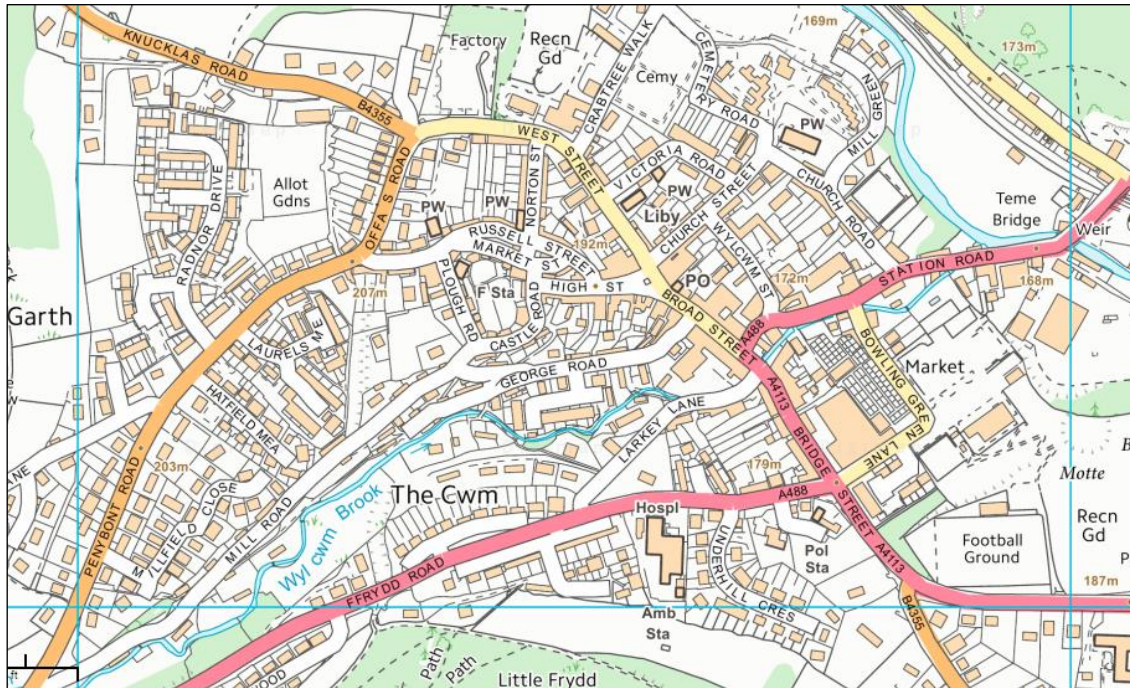 KNUCKLAS ROAD
B4355
Factory
Recn
Gd
CRABTREE WALK
Cemy
CEMETERY ROAD
169m
MILL GREEN
173m
WEST STREET
PW
VICTORIA ROAD
CHURCH ROAD
RADNOR DRIVE
Allot
Gdns
OFFA'S ROAD
PW
PW
NORTON ST
Liby
PW
CHURCH STREET
WYLCWM ST
Teme
Bridge
Weir
RUSSELL STREET
MARKET ST
192m
207m
PLOUGH RD
F Sta
HIGH ST
PO
172m
STATION ROAD
168m
Garth
LAURELS ME
CASTLE ROAD
BROAD STREET
A488
GEORGE ROAD
BOWLING GREEN LANE
Market
HATFIELD MEA
LARKEY LANE
A4113
BRIDGE STREET
203m
PENYBONT ROAD
MILLFIELD CLOSE
MILL ROAD
Wyl cwm Brook
The Cwm
179m
A488
Motte
Hospl
UNDERHILL CRES
Pol
Sta
A4113
Football
Ground
Recn
Gd
187m
FFRYDD ROAD
Amb
Sta
B4355
Path
Path
Little Frydd